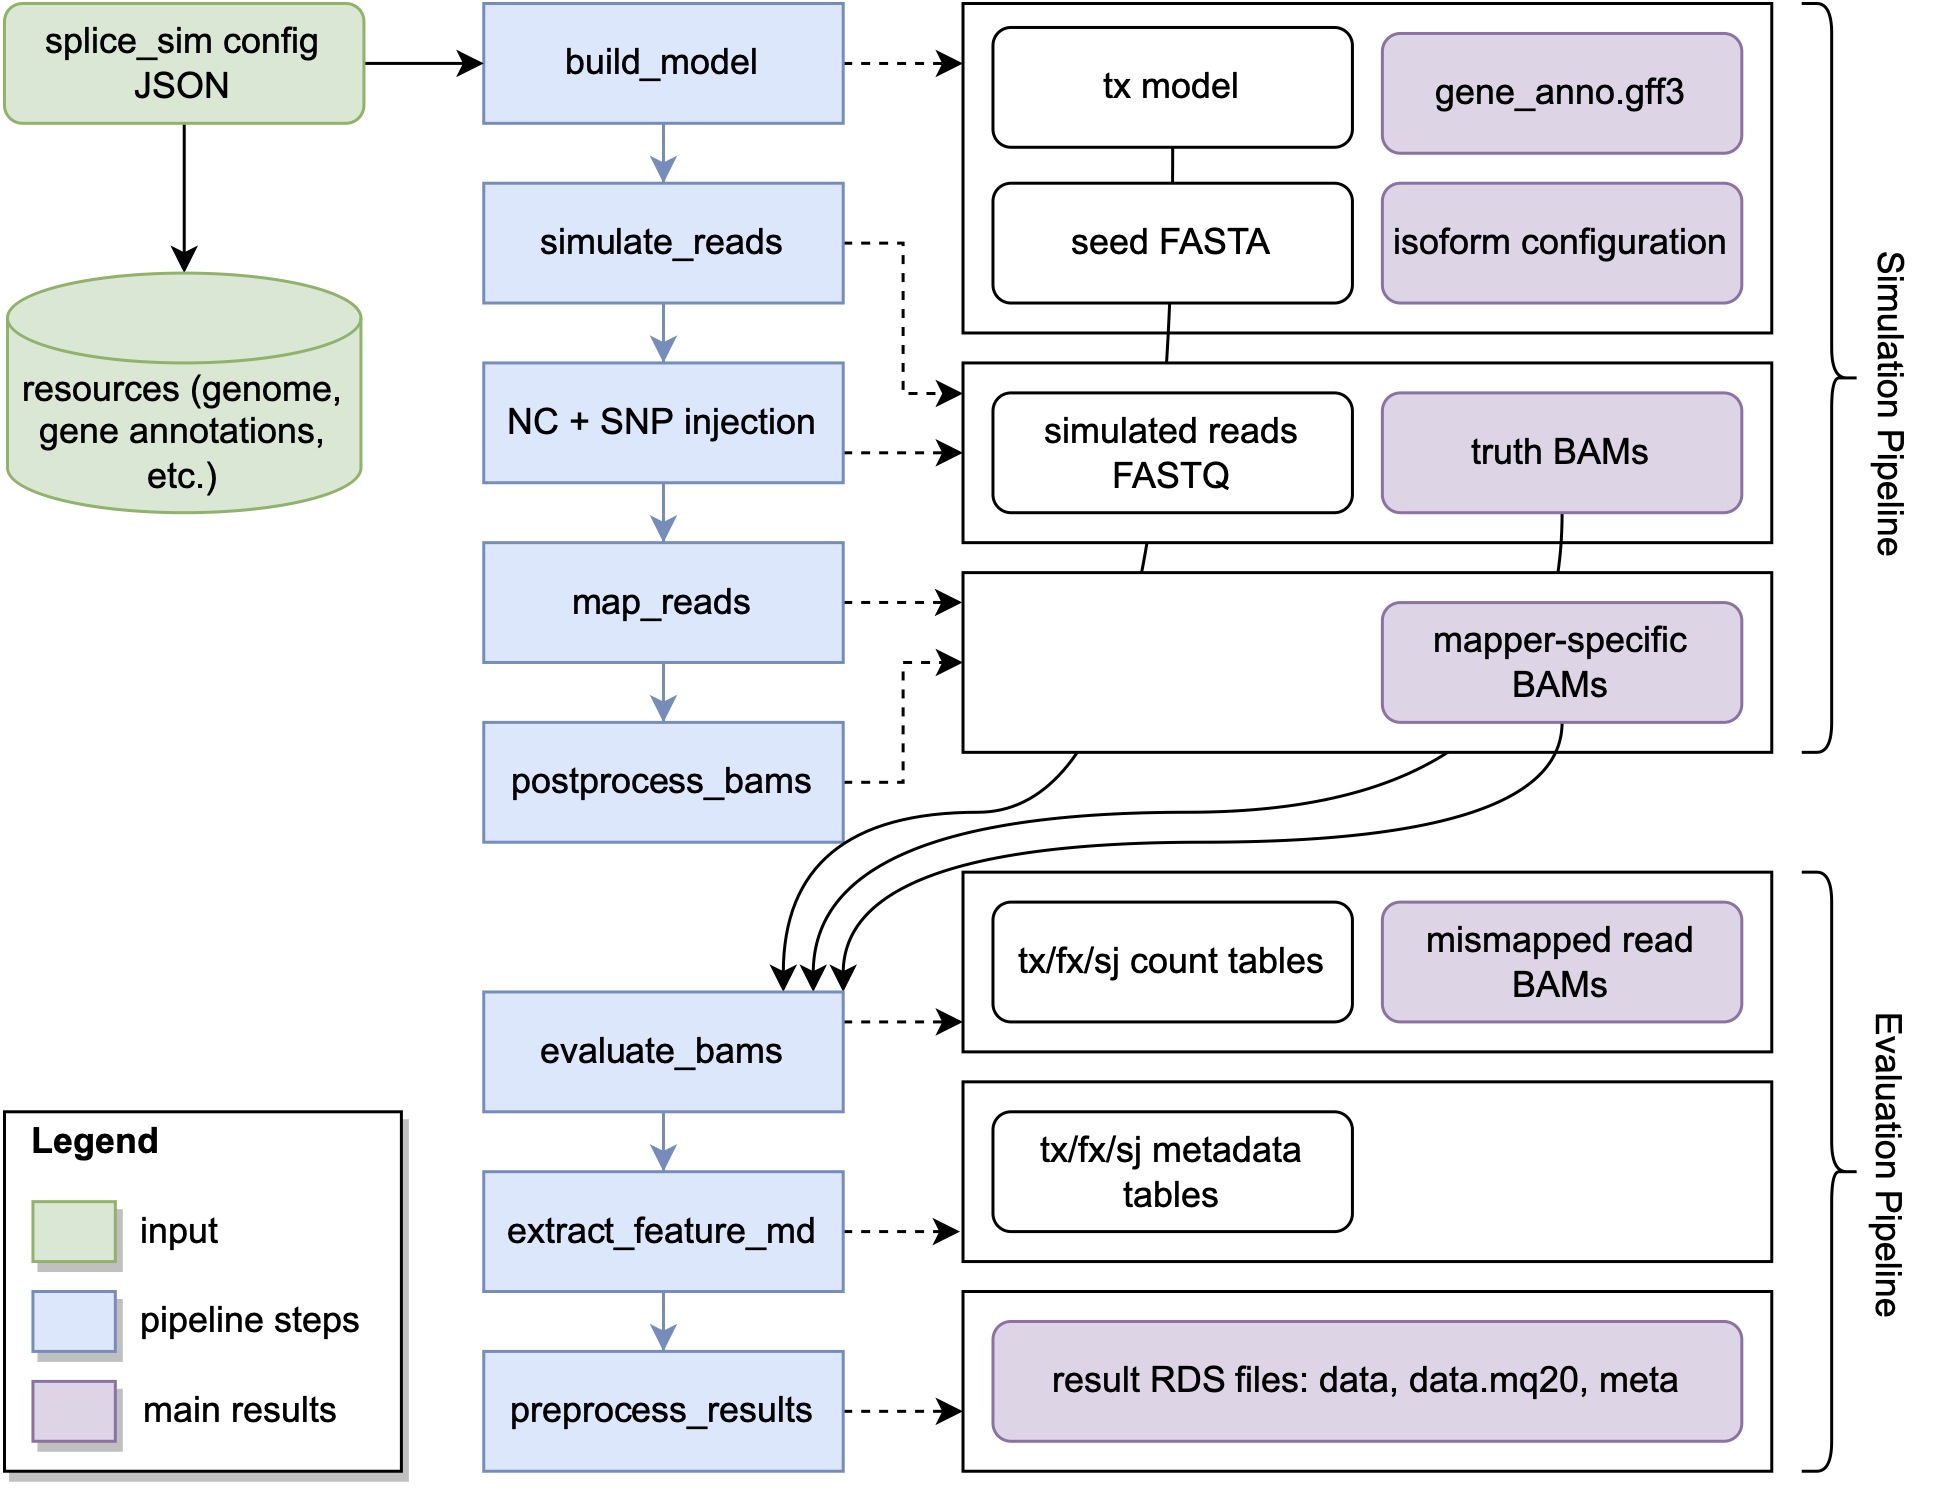 splice_sim config
JSON
resources (genome,
gene annotations,
etc.)
build_model
simulate_reads
NC + SNP injection
map_reads
postprocess_bams
tx model
gene_anno.gff3
seed FASTA
isoform configuration
simulated reads
FASTQ
truth BAMs
mapper-specific
BAMs
Simulation Pipeline
evaluate_bams
extract_feature_md
preprocess_results
tx/fx/sj count tables
mismapped read
BAMs
tx/fx/sj metadata
tables
result RDS files: data, data.mq20, meta
Evaluation Pipeline
Legend
input
pipeline steps
main results